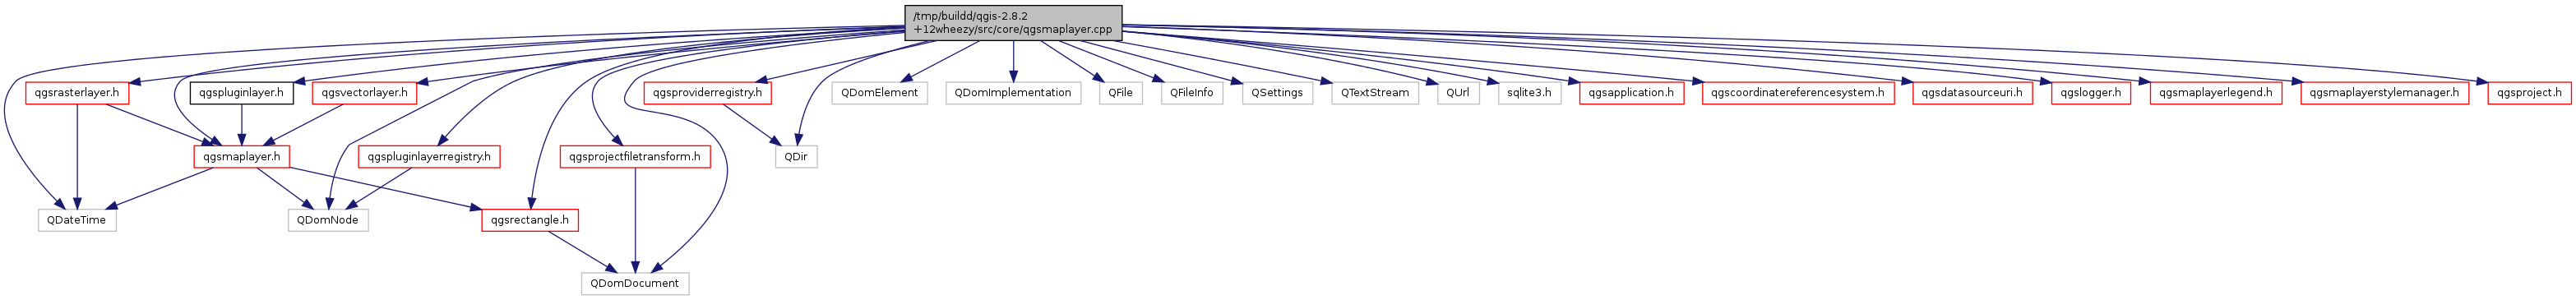 /tmp/buildd/qgis-2.8.2
+12wheezy/src/core/qgsmaplayer.cpp
qgsrasterlayer.h
qgspluginlayer.h
qgsvectorlayer.h
qgsproviderregistry.h
QDomElement
QDomImplementation
QFile
QFileInfo
QSettings
QTextStream
QUrl
sqlite3.h
qgsapplication.h
qgscoordinatereferencesystem.h
qgsdatasourceuri.h
qgslogger.h
qgsmaplayerlegend.h
qgsmaplayerstylemanager.h
qgsproject.h
qgsmaplayer.h
qgspluginlayerregistry.h
qgsprojectfiletransform.h
QDir
QDateTime
QDomNode
qgsrectangle.h
QDomDocument